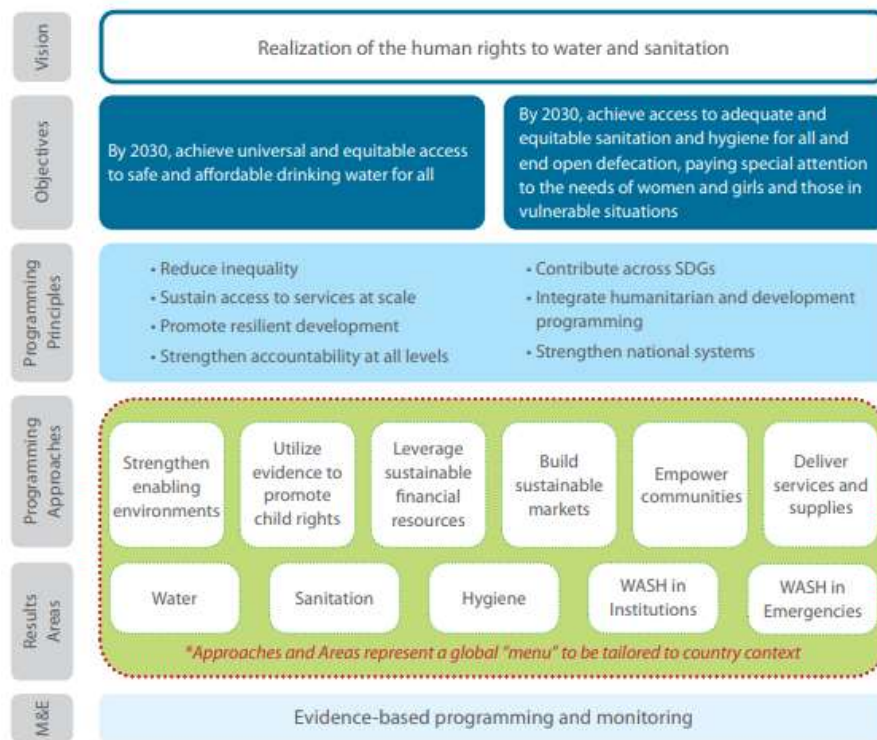 Vision
Realization of the human rights to water and sanitation
Objectives
By 2030, achieve universal and equitable access
to safe and affordable drinking water for all
By 2030, achieve access to adequate and
equitable sanitation and hygiene for all and
end open defecation, paying special attention
to the needs of women and girls and those in
vulnerable situations
Programming
Principles
• Reduce inequality
• Sustain access to services at scale
• Promote resilient development
• Strengthen accountability at all levels
• Contribute across SDGs
• Integrate humanitarian and development
programming
• Strengthen national systems
Programming
Approaches
Strengthen
enabling
environments
Utilize
evidence to
promote
child rights
Leverage
sustainable
financial
resources
Build
sustainable
markets
Empower
communities
Deliver
services and
supplies
Results
Areas
Water
Sanitation
Hygiene
WASH in
Institutions
WASH in
Emergencies
*Approaches and Areas represent a global "menu" to be tailored to country context
M&E
Evidence-based programming and monitoring